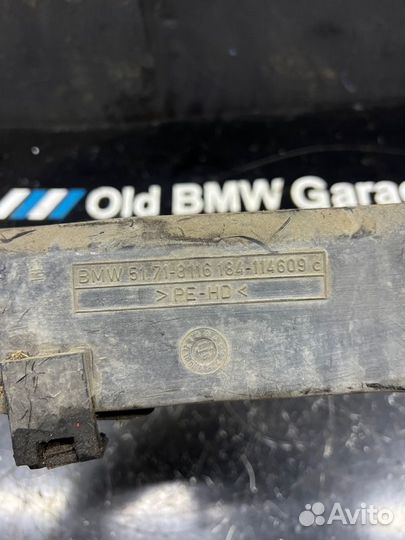 Old BMW Garag
BMW 51.71-8116 184-114609 c
>PE-HD<
Avito